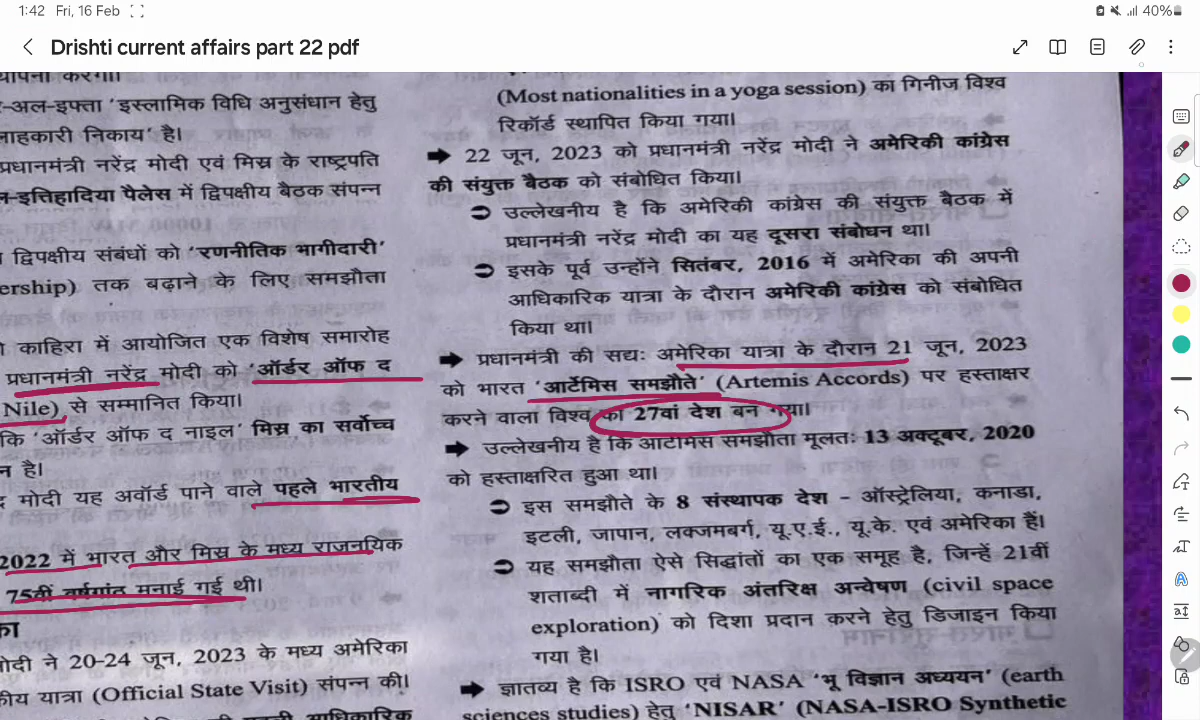 1:42 Fri, 16 Feb
40%
Drishti current affairs part 22 pdf
-अल-इफ्ता 'इस्लामिक विधि अनुसंधान हेतु
लाहकारी निकाय' है।
प्रधानमंत्री नरेंद्र मोदी एवं मिस्र के राष्ट्रपति
ल-इत्तिहादिया पैलेस में द्विपक्षीय बैठक संपन्न
द्विपक्षीय संबंधों को 'रणनीतिक भागीदारी'
ership) तक बढ़ाने के लिए समझौता
काहिरा में आयोजित एक विशेष समारोह
प्रधानमंत्री नरेंद्र मोदी को 'ऑर्डर ऑफ द
Nile) से सम्मानित किया।
कि 'ऑर्डर ऑफ द नाइल' मिस्र का सर्वोच्च
न है।
मोदी यह अवॉर्ड पाने वाले पहले भारतीय
2022 में भारत और मिस्र के मध्य राजनयिक
75वीं वर्षगांठ मनाई गई थी।
का
मोदी ने 20-24 जून, 2023 के मध्य अमेरिका
कीय यात्रा (Official State Visit) संपन्न की।
आधिकारिक
(Most nationalities in a yoga session) का गिनीज विश्व
रिकॉर्ड स्थापित किया गया।
22 जून, 2023 को प्रधानमंत्री नरेंद्र मोदी ने अमेरिकी कांग्रेस
की संयुक्त बैठक को संबोधित किया।
उल्लेखनीय है कि अमेरिकी कांग्रेस की संयुक्त बैठक में
प्रधानमंत्री नरेंद्र मोदी का यह दूसरा संबोधन था।
इसके पूर्व उन्होंने सितंबर, 2016 में अमेरिका की अपनी
आधिकारिक यात्रा के दौरान अमेरिकी कांग्रेस को संबोधित
किया था।
प्रधानमंत्री की सद्यः अमेरिका यात्रा के दौरान 21 जून, 2023
को भारत 'आर्टेमिस समझौते' (Artemis Accords) पर हस्ताक्षर
करने वाला विश्व का 27वां देश बन गया।
उल्लेखनीय है कि आर्टेमिस समझौता मूलतः 13 अक्टूबर, 2020
को हस्ताक्षरित हुआ था।
इस समझौते के 8 संस्थापक देश - ऑस्ट्रेलिया, कनाडा,
इटली, जापान, लक्जमबर्ग, यू.ए.ई., यू.के. एवं अमेरिका हैं।
यह समझौता ऐसे सिद्धांतों का एक समूह है, जिन्हें 21वीं
शताब्दी में नागरिक अंतरिक्ष अन्वेषण (civil space
exploration) को दिशा प्रदान करने हेतु डिजाइन किया
गया है।
ज्ञातव्य है कि ISRO एवं NASA 'भू विज्ञान अध्ययन' (earth
sciences studies) हेतु 'NISAR' (NASA-ISRO Synthetic